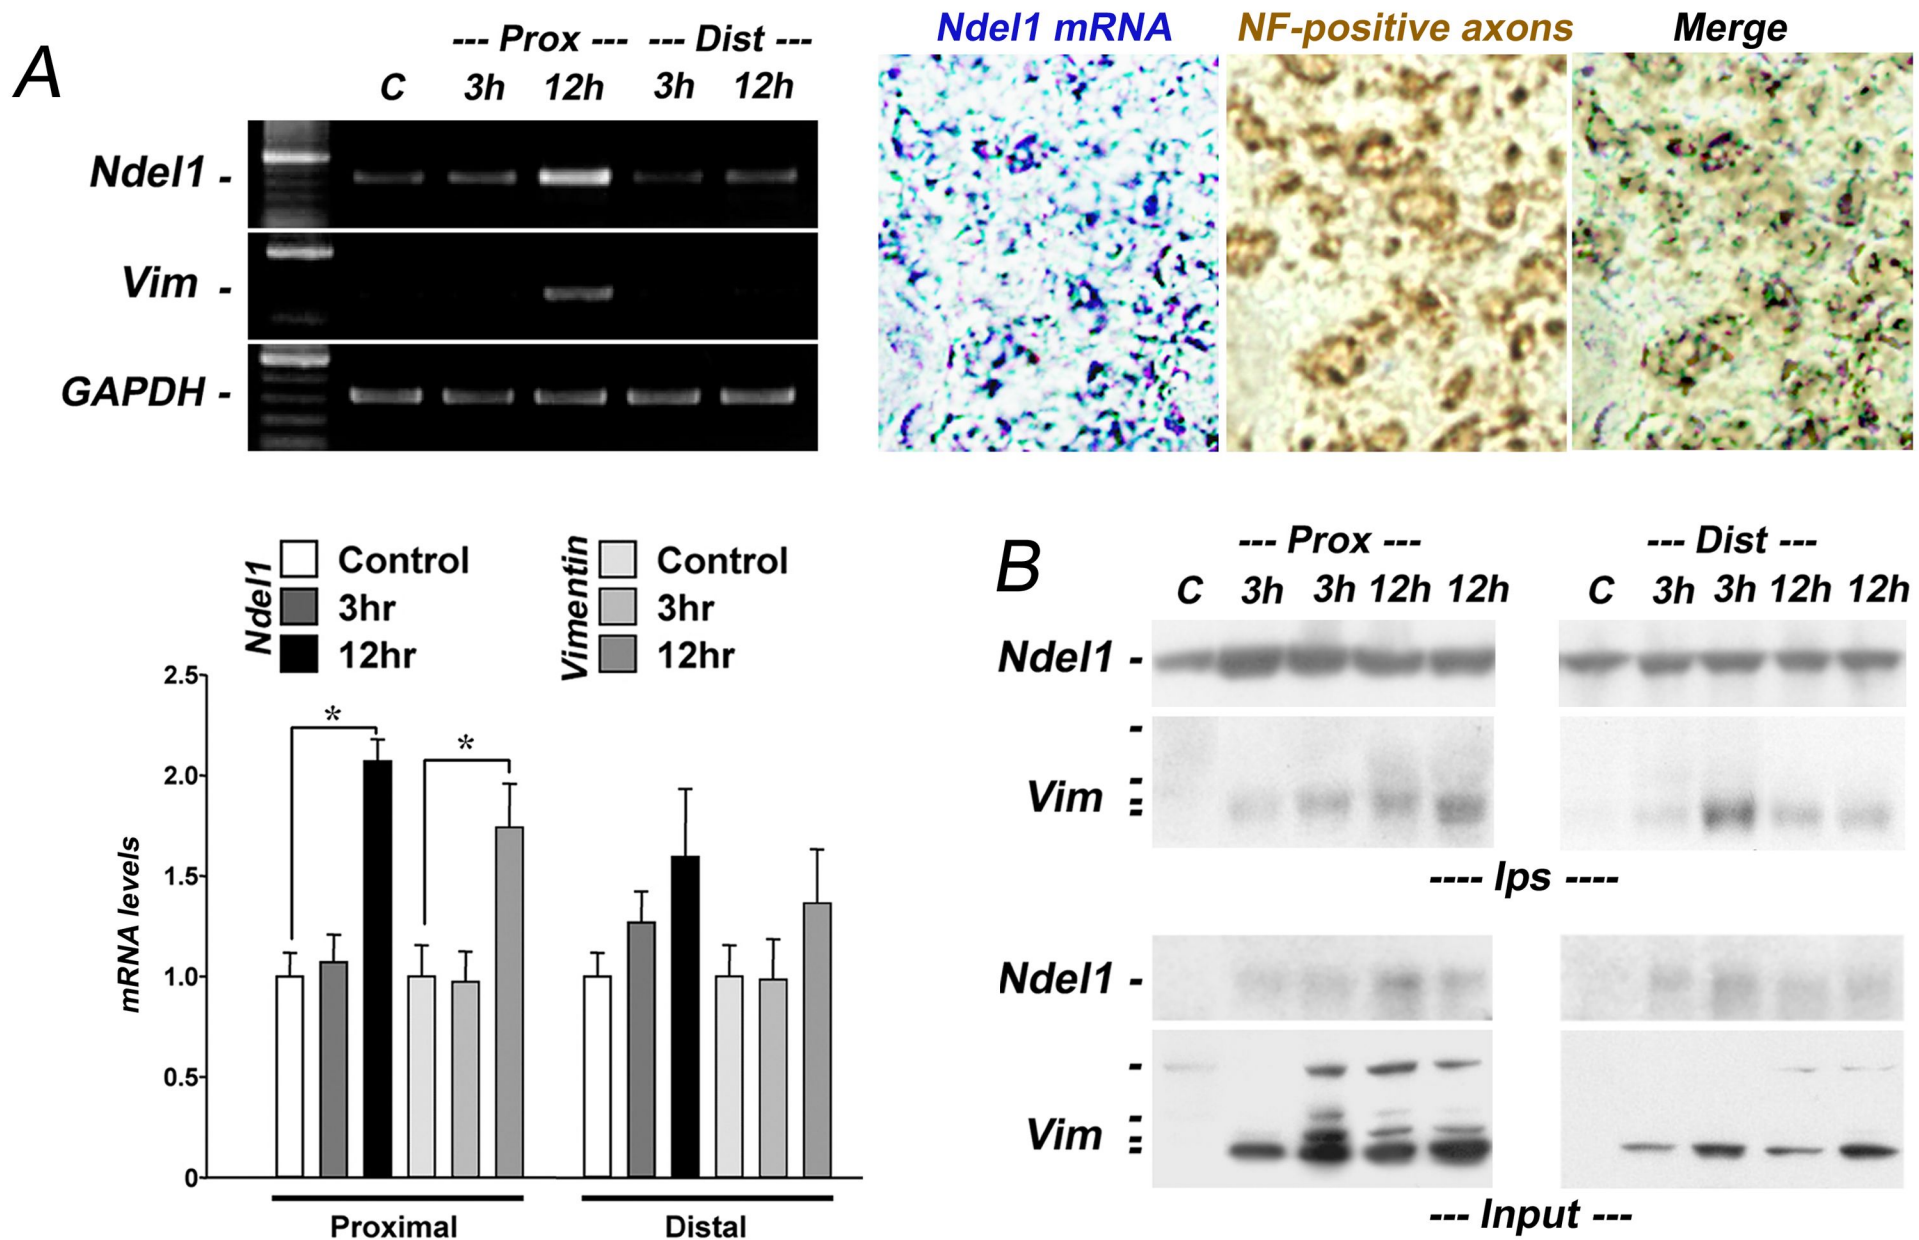 A
--- Prox --- --- Dist ---
C 3h 12h 3h 12h
Ndel1 -
Vim -
GAPDH -
Ndel1 mRNA NF-positive axons Merge
Ndel1
Control
3hr
12hr
Vimentin
Control
3hr
12hr
mRNA levels
2.5
2.0
1.5
1.0
0.5
0
*
*
Proximal Distal
B
--- Prox --- --- Dist ---
C 3h 3h 12h 12h C 3h 3h 12h 12h
Ndel1 -
Vim
---- Ips ----
Ndel1 -
Vim
--- Input ---